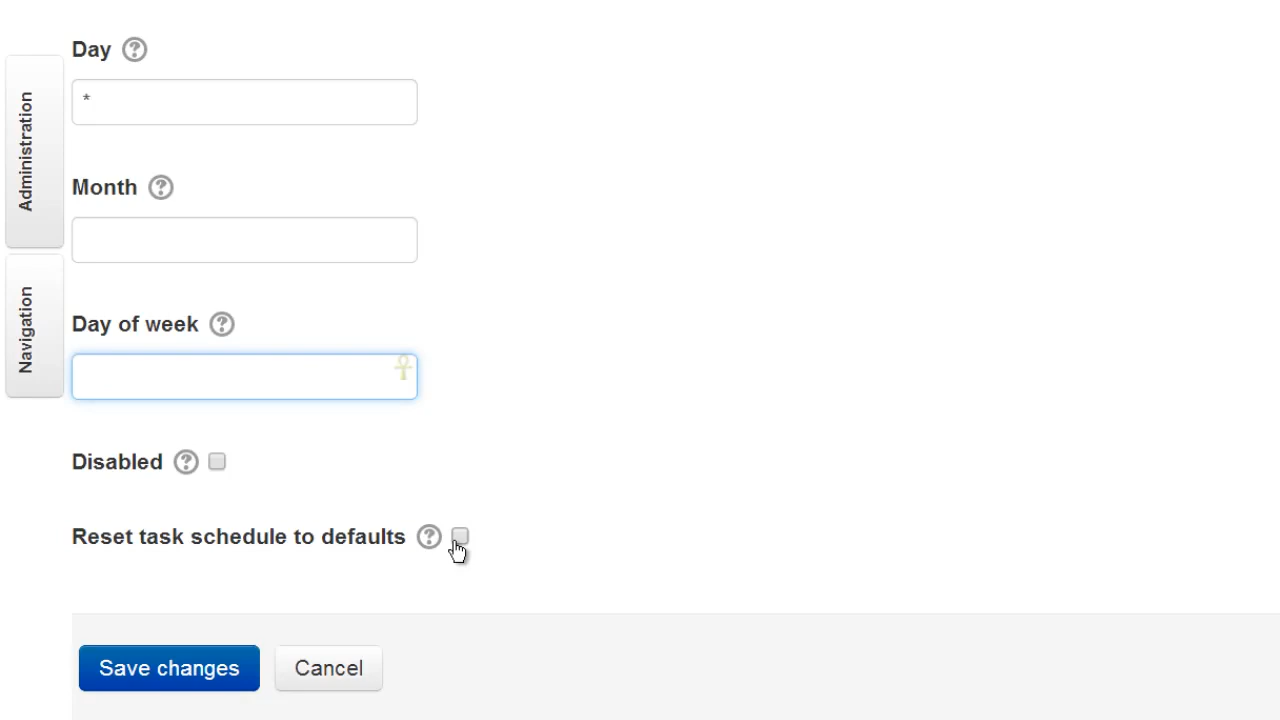 Day
*
Month
Day of week
Disabled
Reset task schedule to defaults
Save changes
Cancel
Administration
Navigation